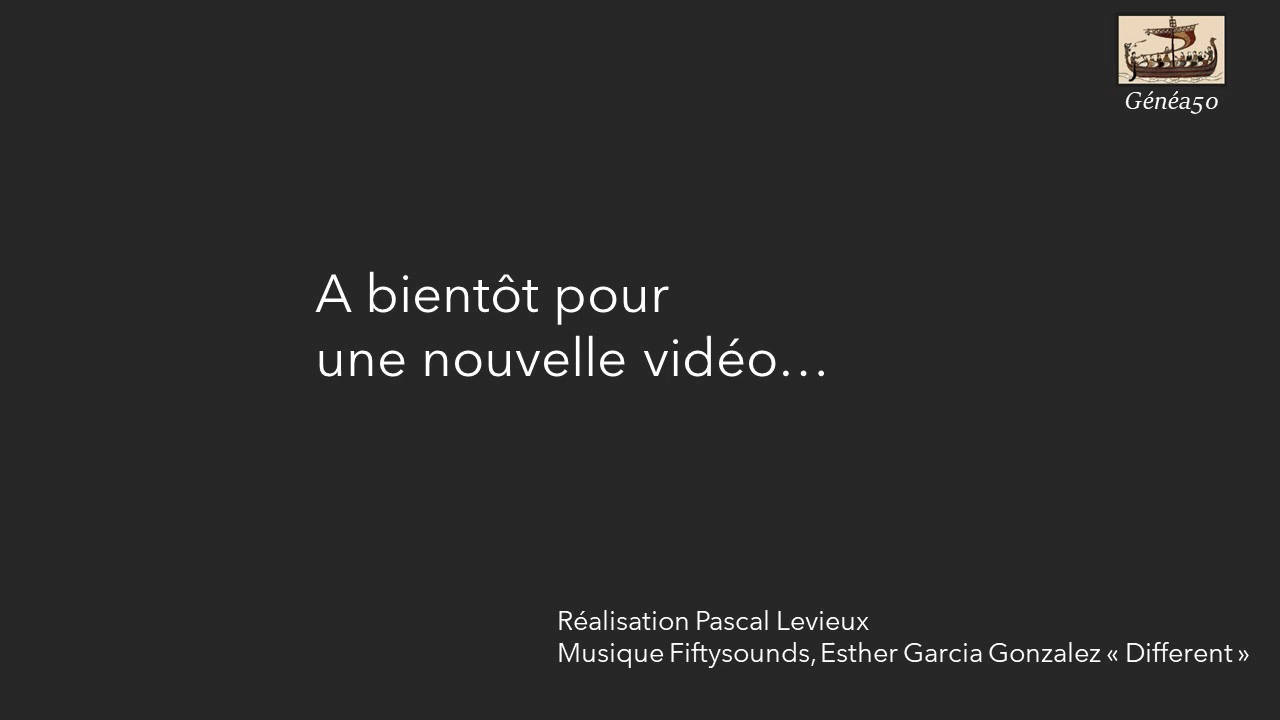 Généa50
A bientôt pour
une nouvelle vidéo...
Réalisation Pascal Levieux
Musique Fiftysounds, Esther Garcia Gonzalez « Different »